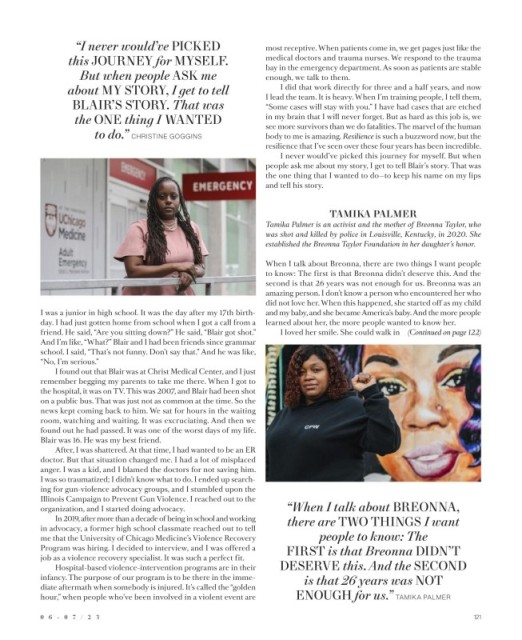 "I never would've PICKED
this JOURNEY for MYSELF.
But when people ASK me
about MY STORY, I get to tell
BLAIR'S STORY. That was
the ONE thing I WANTED
to do." CHRISTINE GOGGINS
EMERGENCY
UChicago
Medicine
Adult
Emergency
I was a junior in high school. It was the day after my 17th birth-
day. I had just gotten home from school when I got a call from a
friend. He said, "Are you sitting down?" He said, "Blair got shot."
And I'm like, "What?" Blair and I had been friends since grammar
school. I said, "That's not funny. Don't say that." And he was like,
"No, I'm serious."
I found out that Blair was at Christ Medical Center, and I just
remember begging my parents to take me there. When I got to
the hospital, it was on TV. This was 2007, and Blair had been shot
on a public bus. That was just not as common at the time. So the
news kept coming back to him. We sat for hours in the waiting
room, watching and waiting. It was excruciating. And then we
found out he had passed. It was one of the worst days of my life.
Blair was 16. He was my best friend.
After, I was shattered. At that time, I had wanted to be an ER
doctor. But that situation changed me. I had a lot of misplaced
anger. I was a kid, and I blamed the doctors for not saving him.
I was so traumatized; I didn't know what to do. I ended up search-
ing for gun-violence advocacy groups, and I stumbled upon the
Illinois Campaign to Prevent Gun Violence. I reached out to the
organization, and I started doing advocacy.
In 2019, after more than a decade of being in school and working
in advocacy, a former high school classmate reached out to tell
me that the University of Chicago Medicine's Violence Recovery
Program was hiring. I decided to interview, and I was offered a
job as a violence recovery specialist. It was such a perfect fit.
Hospital-based violence-intervention programs are in their
infancy. The purpose of our program is to be there in the imme-
diate aftermath when somebody is injured. It's called the "golden
hour," when people who've been involved in a violent event are
most receptive. When patients come in, we get pages just like the
medical doctors and trauma nurses. We respond to the trauma
bay in the emergency department. As soon as patients are stable
enough, we talk to them.
I did that work directly for three and a half years, and now
I lead the team. It is heavy. When I'm training people, I tell them,
"Some cases will stay with you." I have had cases that are etched
in my brain that I will never forget. But as hard as this job is, we
see more survivors than we do fatalities. The marvel of the human
body to me is amazing. Resilience is such a buzzword now, but the
resilience that I've seen over these four years has been incredible.
I never would've picked this journey for myself. But when
people ask me about my story, I get to tell Blair's story. That was
the one thing that I wanted to do—to keep his name on my lips
and tell his story.
TAMIKA PALMER
Tamika Palmer is an activist and the mother of Breonna Taylor, who
was shot and killed by police in Louisville, Kentucky, in 2020. She
established the Breonna Taylor Foundation in her daughter's honor.
When I talk about Breonna, there are two things I want people
to know: The first is that Breonna didn't deserve this. And the
second is that 26 years was not enough for us. Breonna was an
amazing person. I don't know a person who encountered her who
did not love her. When this happened, she started off as my child
and my baby, and she became America's baby. And the more people
learned about her, the more people wanted to know her.
I loved her smile. She could walk in (Continued on page 122)
"When I talk about BREONNA,
there are TWO THINGS I want
people to know: The
FIRST is that Breonna DIDN'T
DESERVE this. And the SECOND
is that 26 years was NOT
ENOUGH for us." TAMIKA PALMER
06-07/23
121